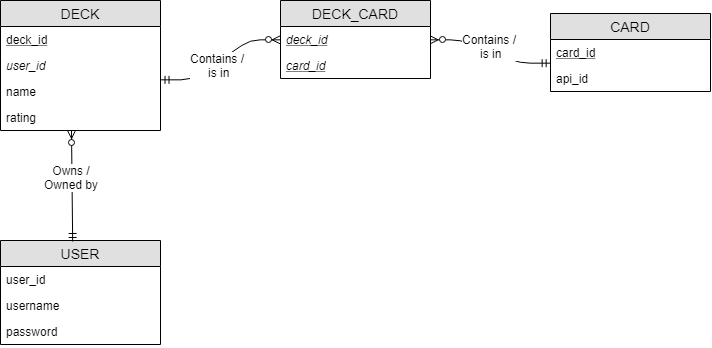 DECK
deck_id
user_id
name
rating
Contains /
is in
DECK_CARD
deck_id
card_id
Contains /
is in
CARD
card_id
api_id
Owns /
Owned by
USER
user_id
username
password